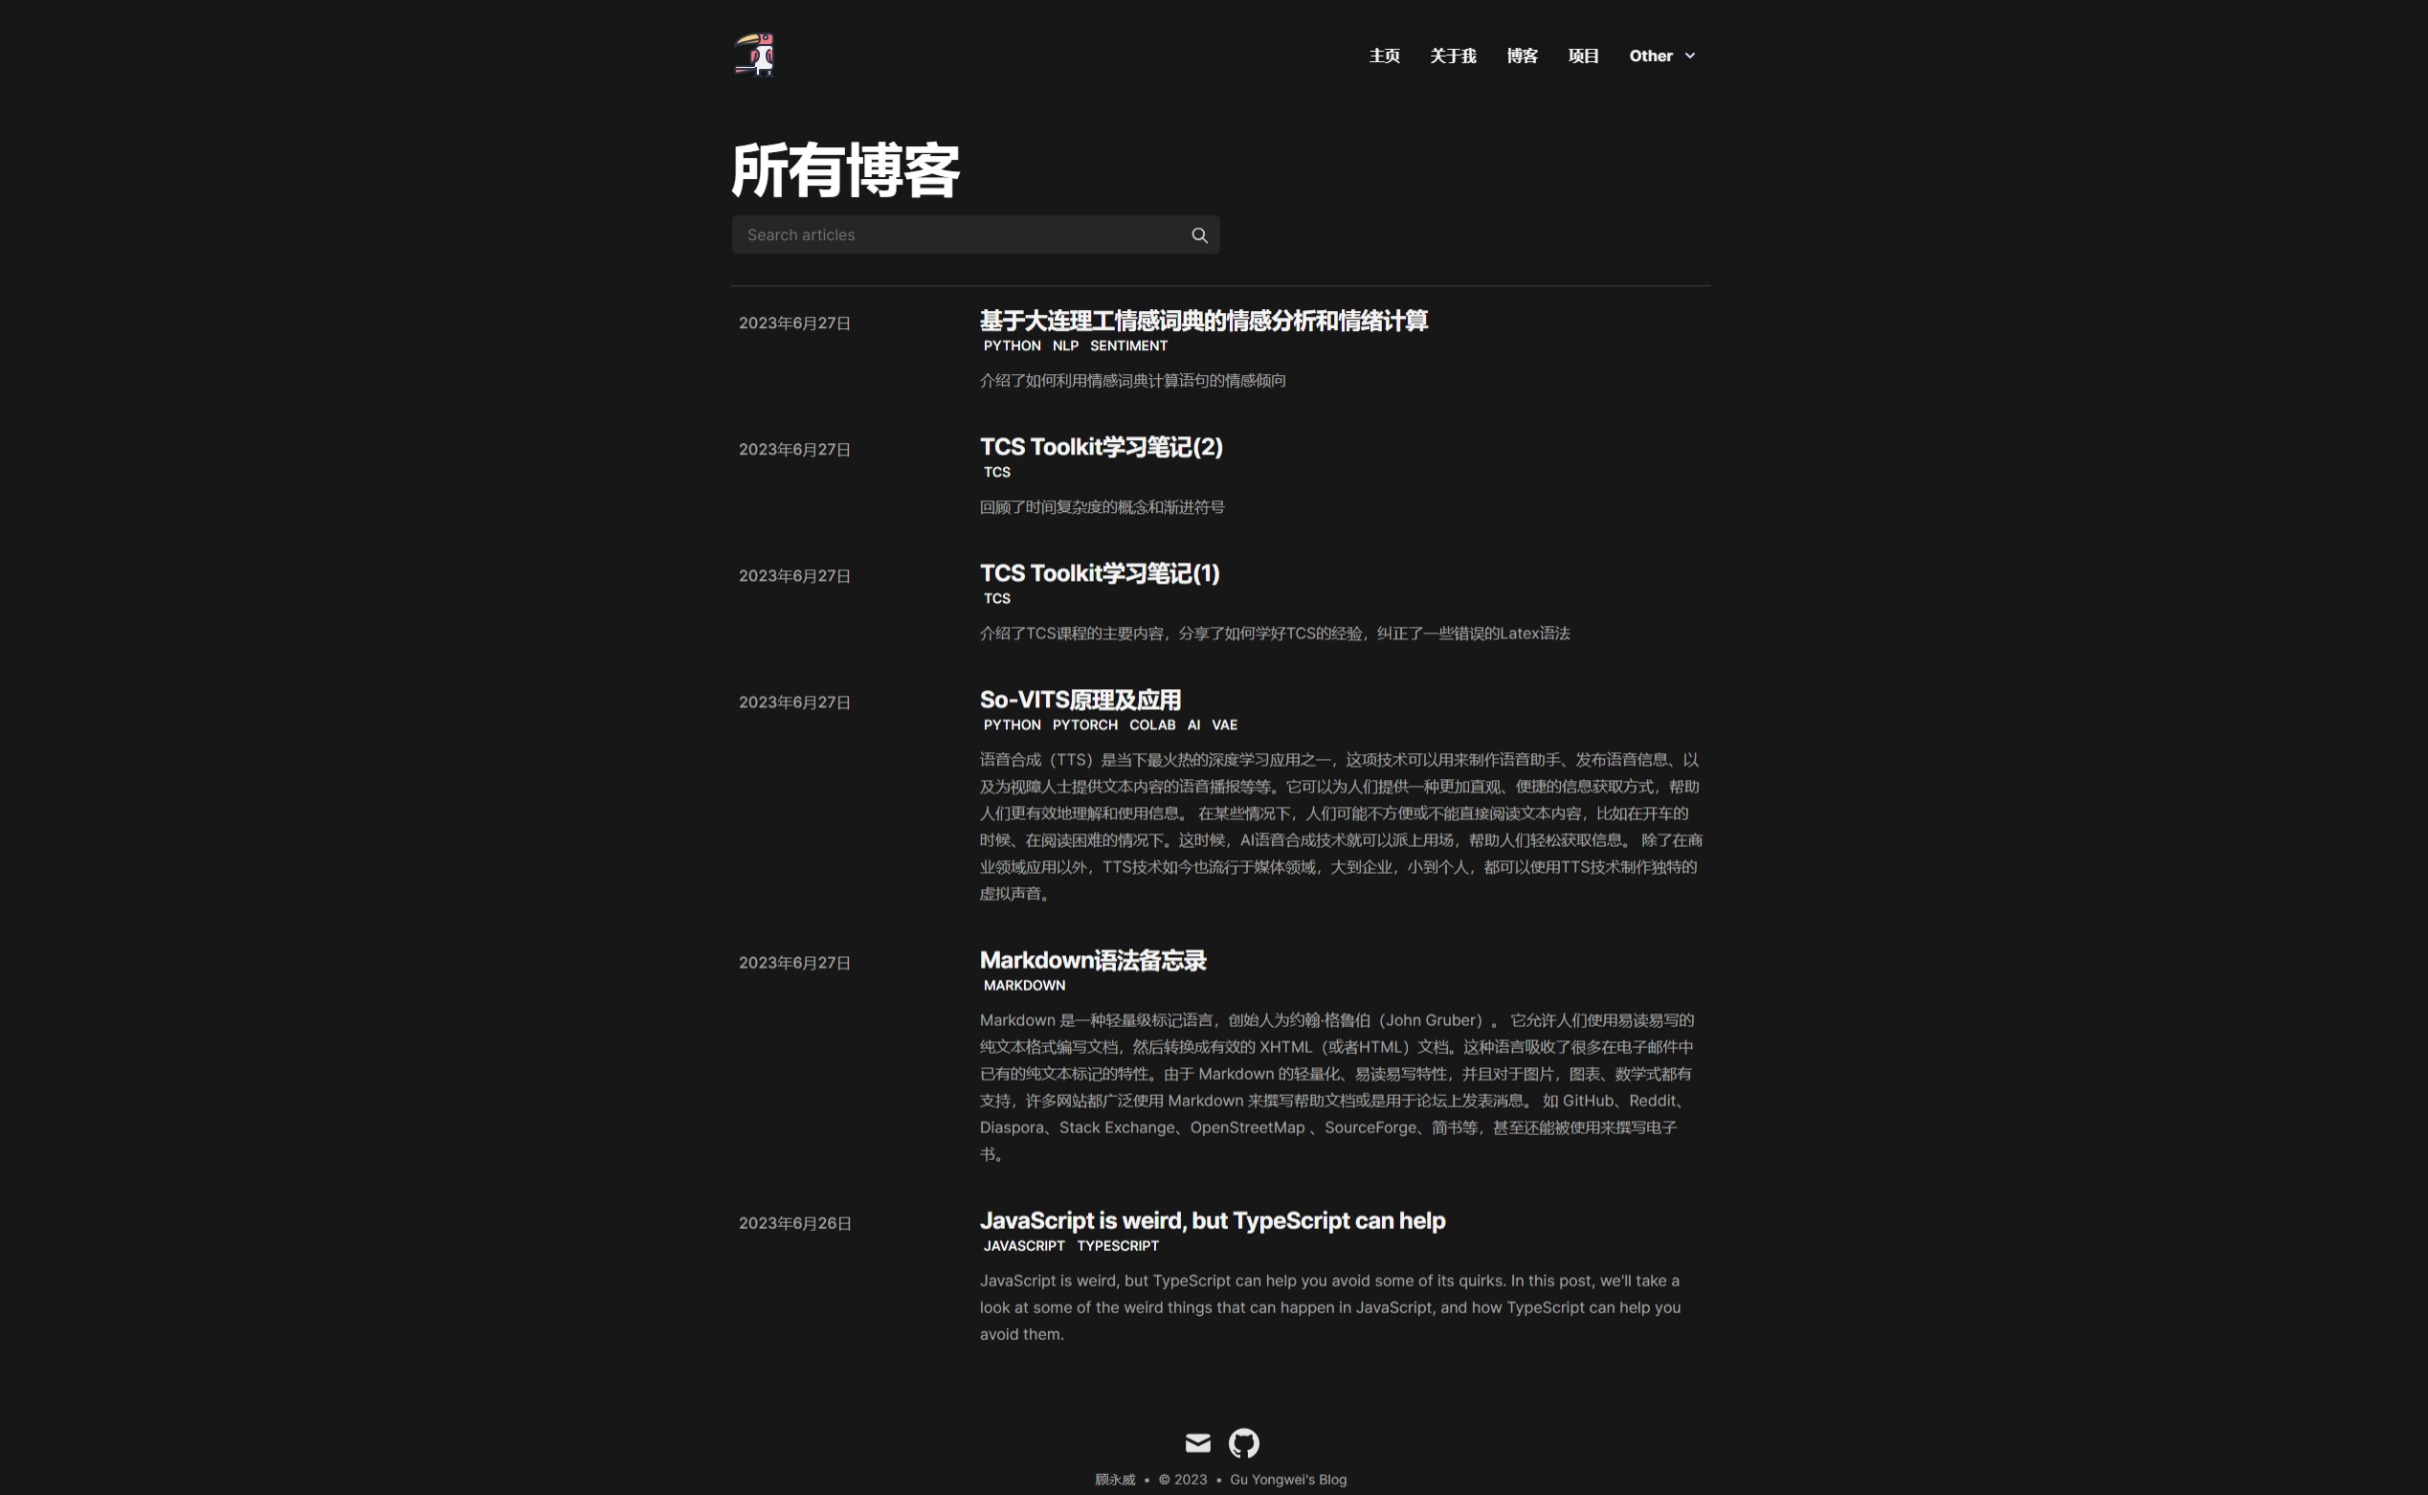 主页 关于我 博客 项目 Other
所有博客
Search articles
2023年6月27日
基于大连理工情感词典的情感分析和情绪计算
PYTHON NLP SENTIMENT
介绍了如何利用情感词典计算语句的情感倾向
2023年6月27日
TCS Toolkit学习笔记(2)
TCS
回顾了时间复杂度的概念和渐进符号
2023年6月27日
TCS Toolkit学习笔记(1)
TCS
介绍了TCS课程的主要内容，分享了如何学好TCS的经验，纠正了一些错误的Latex语法
2023年6月27日
So-VITS原理及应用
PYTHON PYTORCH COLAB AI VAE
语音合成（TTS）是当下最火热的深度学习应用之一，这项技术可以用来制作语音助手、发布语音信息、以
及为视障人士提供文本内容的语音播报等等。它可以为人们提供一种更加直观、便捷的信息获取方式，帮助
人们更有效地理解和使用信息。 在某些情况下，人们可能不方便或不能直接阅读文本内容，比如在开车的
时候、在阅读困难的情况下。这时候，AI语音合成技术就可以派上用场，帮助人们轻松获取信息。 除了在商
业领域应用以外，TTS技术如今也流行于媒体领域，大到企业，小到个人，都可以使用TTS技术制作独特的
虚拟声音。
2023年6月27日
Markdown语法备忘录
MARKDOWN
Markdown 是一种轻量级标记语言，创始人为约翰·格鲁伯（John Gruber）。 它允许人们使用易读易写的
纯文本格式编写文档，然后转换成有效的 XHTML（或者HTML）文档。这种语言吸收了很多在电子邮件中
已有的纯文本标记的特性。由于 Markdown 的轻量化、易读易写特性，并且对于图片，图表、数学式都有
支持，许多网站都广泛使用 Markdown 来撰写帮助文档或是用于论坛上发表消息。 如 GitHub、Reddit、
Diaspora、Stack Exchange、OpenStreetMap 、SourceForge、简书等，甚至还能被使用来撰写电子
书。
2023年6月26日
JavaScript is weird, but TypeScript can help
JAVASCRIPT TYPESCRIPT
JavaScript is weird, but TypeScript can help you avoid some of its quirks. In this post, we'll take a
look at some of the weird things that can happen in JavaScript, and how TypeScript can help you
avoid them.
顾永威 • © 2023 • Gu Yongwei's Blog